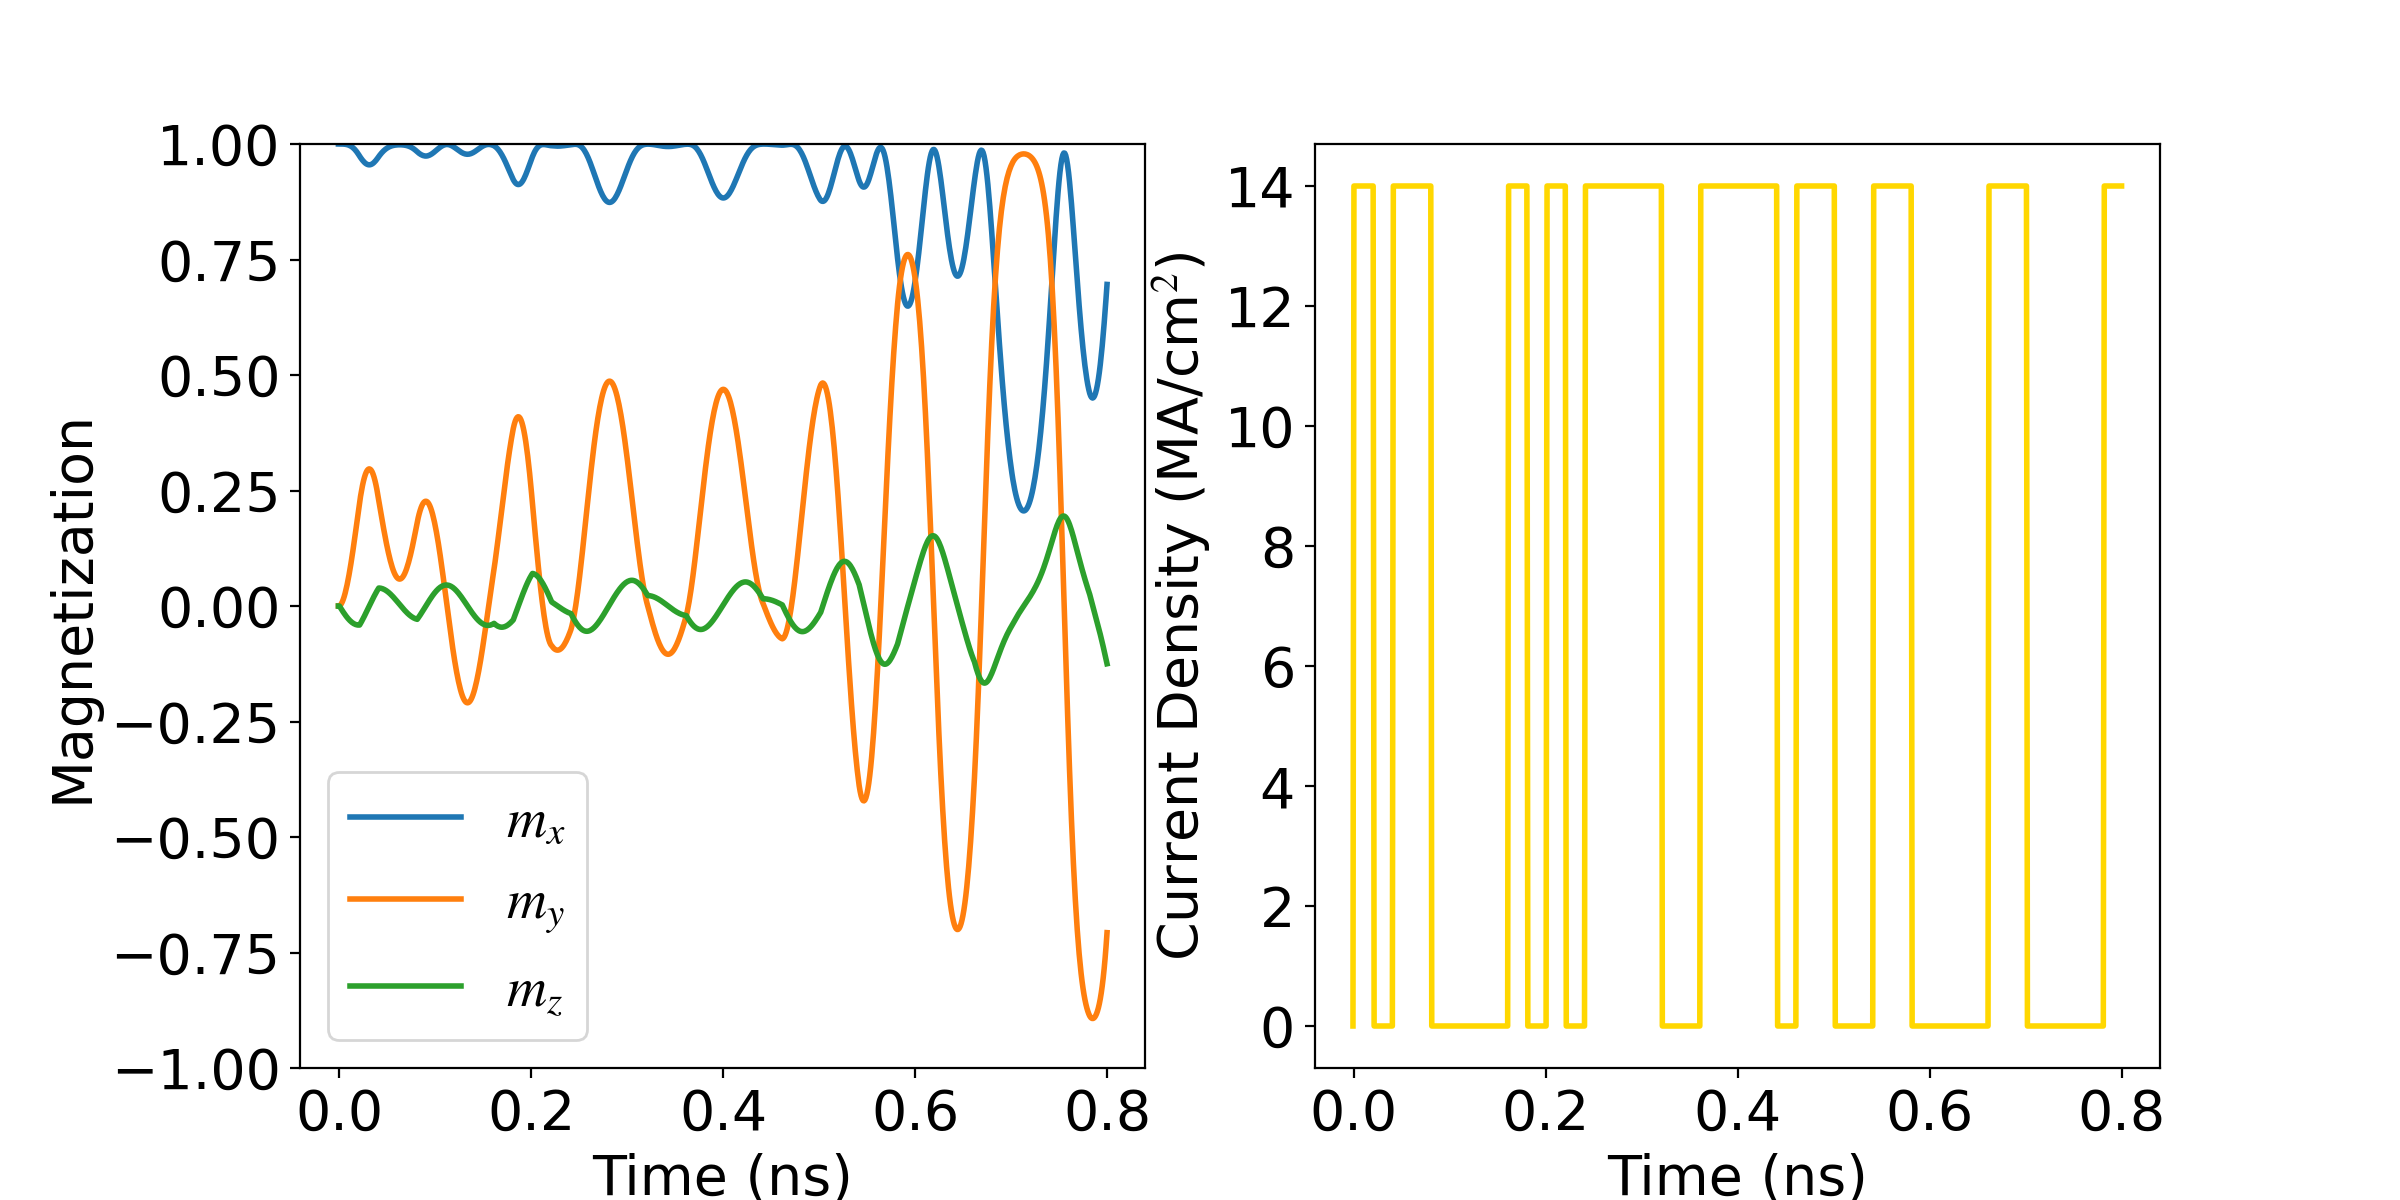 Magnetization
1.00
0.75
0.50
0.25
0.00
−0.25
−0.50
−0.75
−1.00
m_x
m_y
m_z
0.0 0.2 0.4 0.6 0.8
Time (ns)
Current Density (MA/cm²)
14
12
10
8
6
4
2
0
0.0 0.2 0.4 0.6 0.8
Time (ns)